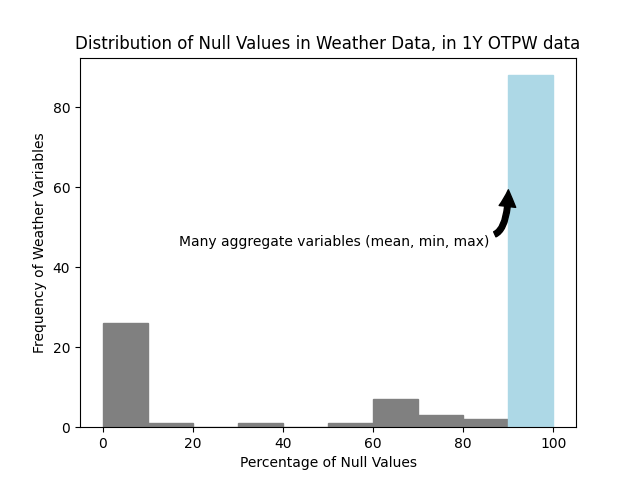 Distribution of Null Values in Weather Data, in 1Y OTPW data
Frequency of Weather Variables
80
60
40
20
0
Many aggregate variables (mean, min, max)
0 20 40 60 80 100
Percentage of Null Values